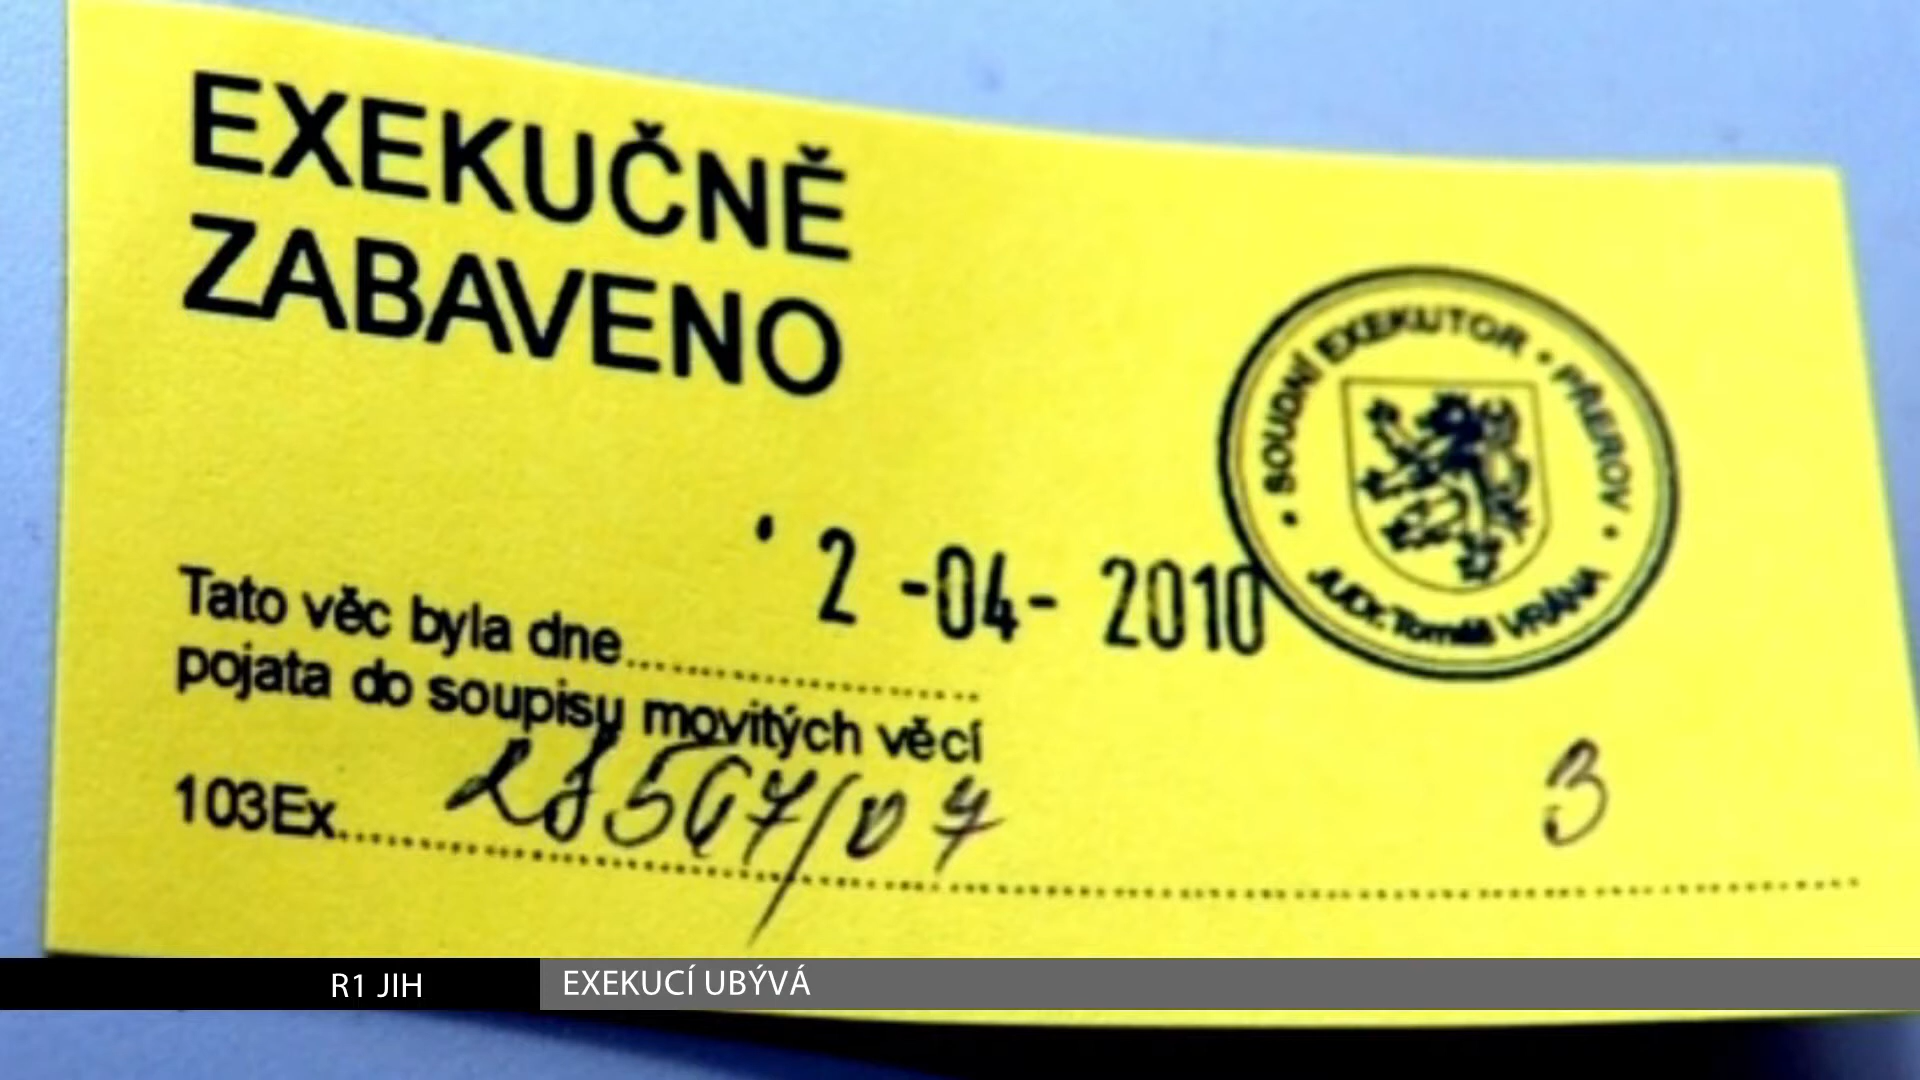 EXEKUČNĚ
ZABAVENO
• SOUDNÍ EXEKUTOR • PŘEROV •
JUDr. Tomáš VRÁNA
' 2 -04- 2010
Tato věc byla dne....................
pojata do soupisu movitých věcí
103Ex.......... 28567/07 3
R1 JIH
EXEKUCÍ UBÝVÁ